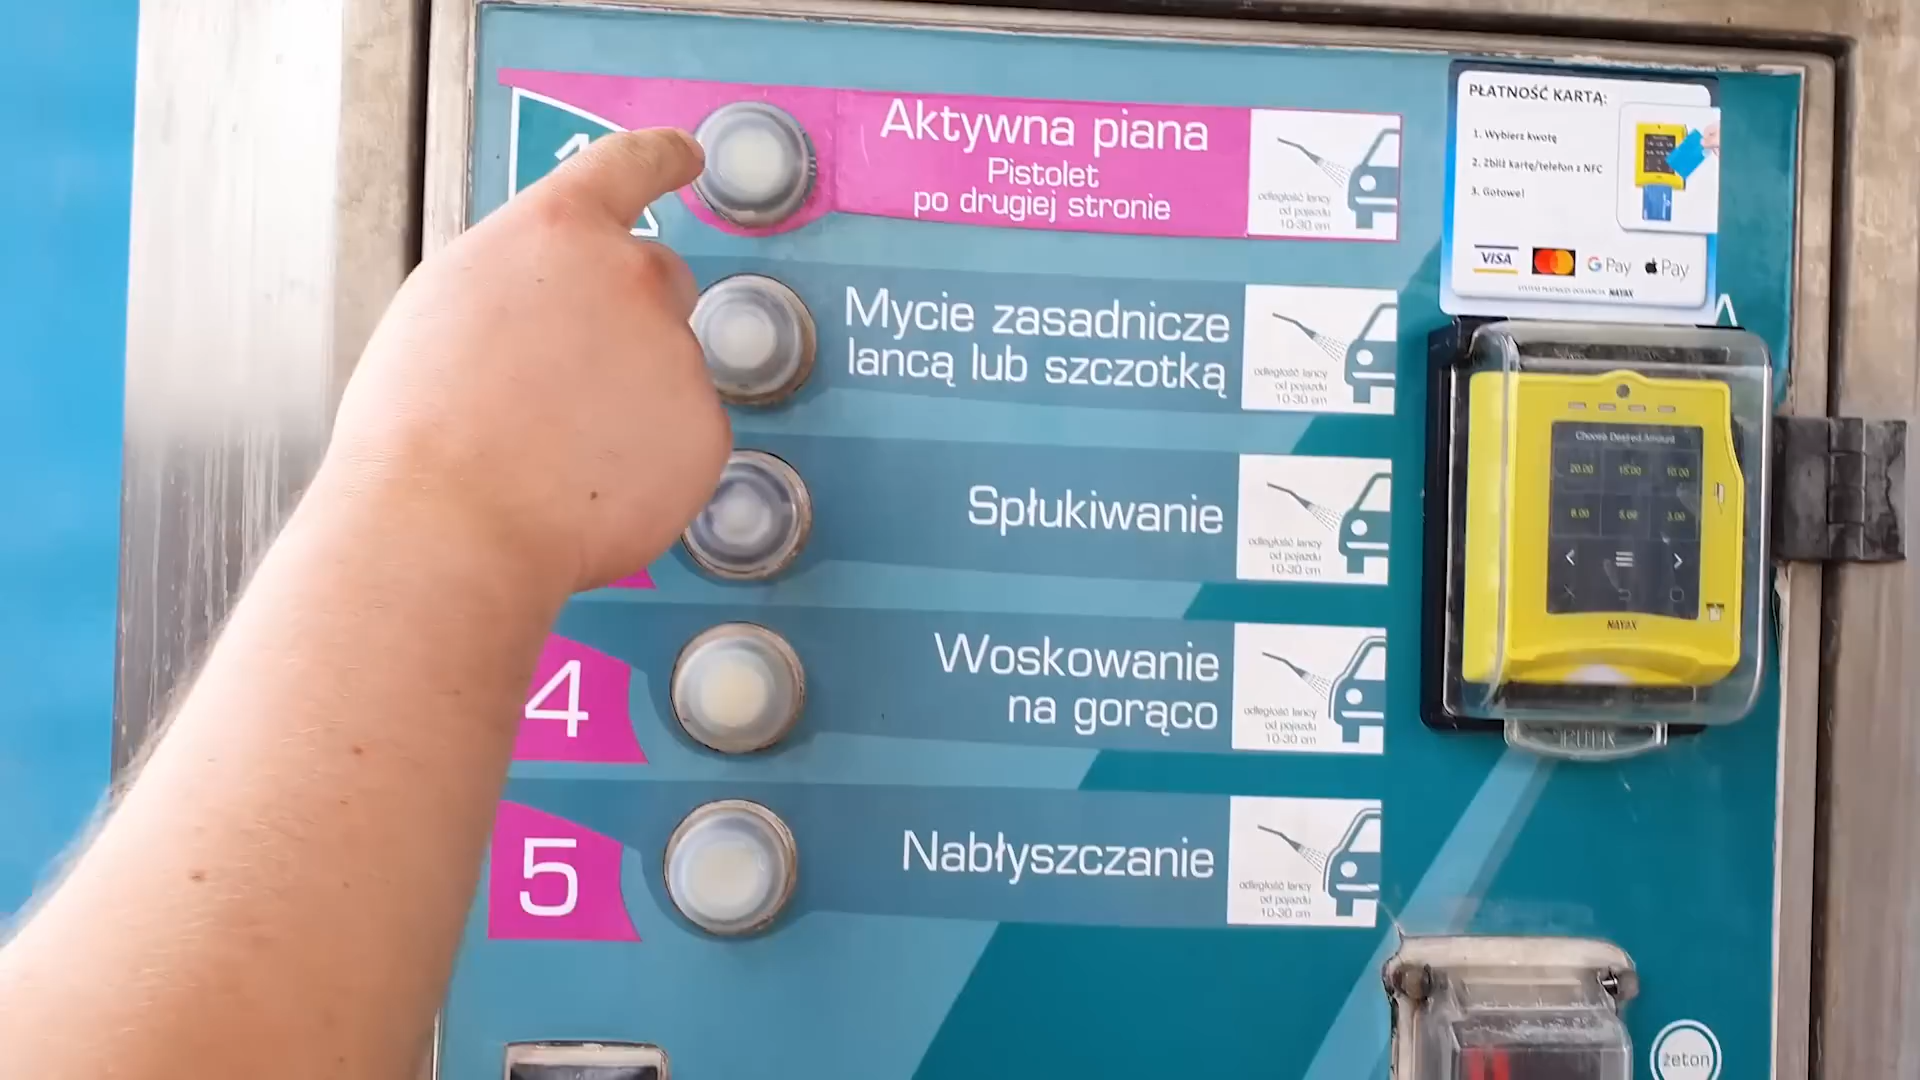 1
Aktywna piana
Pistolet
po drugiej stronie
odległość lancy
od pojazdu
10-30 cm
PŁATNOŚĆ KARTĄ:
1. Wybierz kwotę
2. Zbliż kartę/telefon z NFC
3. Gotowe!
VISA
G Pay
Pay
NAYAX
Mycie zasadnicze
lancą lub szczotką
odległość lancy
od pojazdu
10-30 cm
Spłukiwanie
odległość lancy
od pojazdu
10-30 cm
Choose Desired Amount
20.00 15.00 10.00
8.00 5.00 3.00
NAYAX
4
Woskowanie
na gorąco
odległość lancy
od pojazdu
10-30 cm
5
Nabłyszczanie
odległość lancy
od pojazdu
10-30 cm
żeton